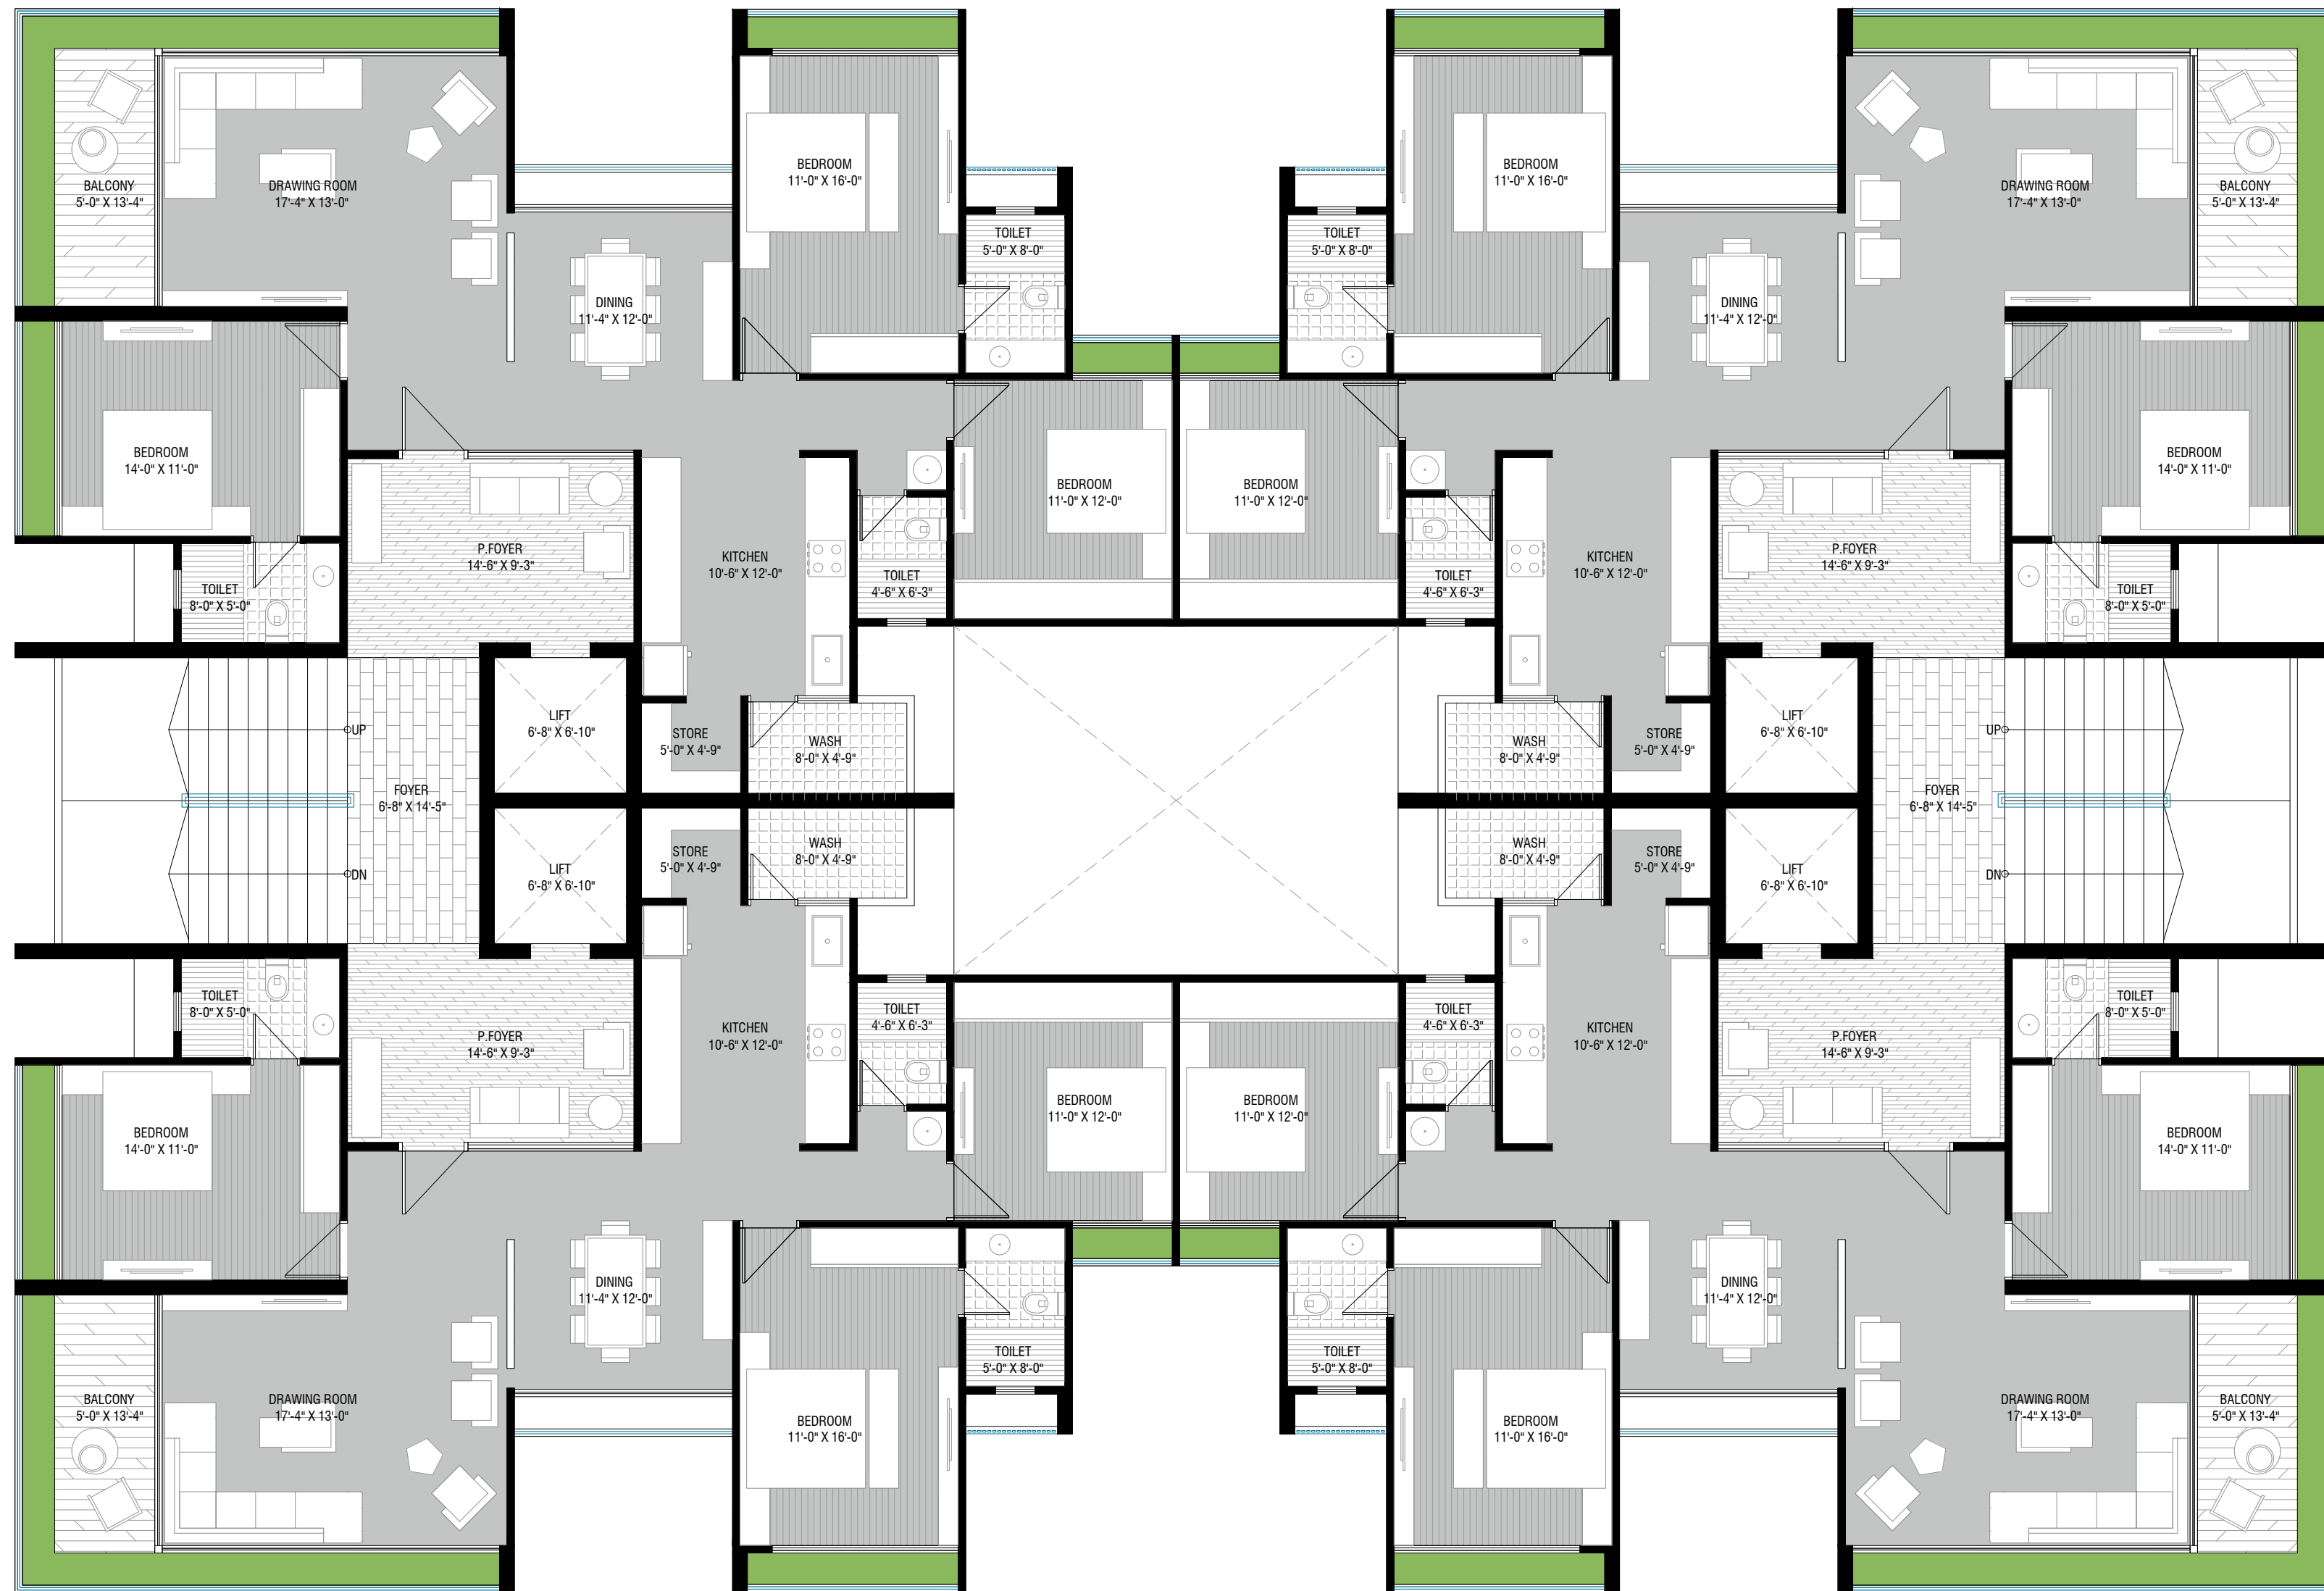 BEDROOM
11'-0" X 16'-0"
BEDROOM
11'-0" X 16'-0"
BALCONY
5'-0" X 13'-4"
DRAWING ROOM
17'-4" X 13'-0"
DRAWING ROOM
17'-4" X 13'-0"
BALCONY
5'-0" X 13'-4"
TOILET
5'-0" X 8'-0"
TOILET
5'-0" X 8'-0"
DINING
11'-4" X 12'-0"
DINING
11'-4" X 12'-0"
BEDROOM
14'-0" X 11'-0"
BEDROOM
14'-0" X 11'-0"
BEDROOM
11'-0" X 12'-0"
BEDROOM
11'-0" X 12'-0"
P.FOYER
14'-6" X 9'-3"
KITCHEN
10'-6" X 12'-0"
KITCHEN
10'-6" X 12'-0"
P.FOYER
14'-6" X 9'-3"
TOILET
8'-0" X 5'-0"
TOILET
4'-6" X 6'-3"
TOILET
4'-6" X 6'-3"
TOILET
8'-0" X 5'-0"
UP
LIFT
6'-8" X 6'-10"
STORE
5'-0" X 4'-9"
WASH
8'-0" X 4'-9"
WASH
8'-0" X 4'-9"
STORE
5'-0" X 4'-9"
LIFT
6'-8" X 6'-10"
UP
FOYER
6'-8" X 14'-5"
FOYER
6'-8" X 14'-5"
DN
LIFT
6'-8" X 6'-10"
STORE
5'-0" X 4'-9"
WASH
8'-0" X 4'-9"
WASH
8'-0" X 4'-9"
STORE
5'-0" X 4'-9"
LIFT
6'-8" X 6'-10"
DN
TOILET
8'-0" X 5'-0"
TOILET
4'-6" X 6'-3"
TOILET
4'-6" X 6'-3"
TOILET
8'-0" X 5'-0"
P.FOYER
14'-6" X 9'-3"
KITCHEN
10'-6" X 12'-0"
KITCHEN
10'-6" X 12'-0"
P.FOYER
14'-6" X 9'-3"
BEDROOM
14'-0" X 11'-0"
BEDROOM
11'-0" X 12'-0"
BEDROOM
11'-0" X 12'-0"
BEDROOM
14'-0" X 11'-0"
DINING
11'-4" X 12'-0"
DINING
11'-4" X 12'-0"
TOILET
5'-0" X 8'-0"
TOILET
5'-0" X 8'-0"
BALCONY
5'-0" X 13'-4"
DRAWING ROOM
17'-4" X 13'-0"
DRAWING ROOM
17'-4" X 13'-0"
BALCONY
5'-0" X 13'-4"
BEDROOM
11'-0" X 16'-0"
BEDROOM
11'-0" X 16'-0"